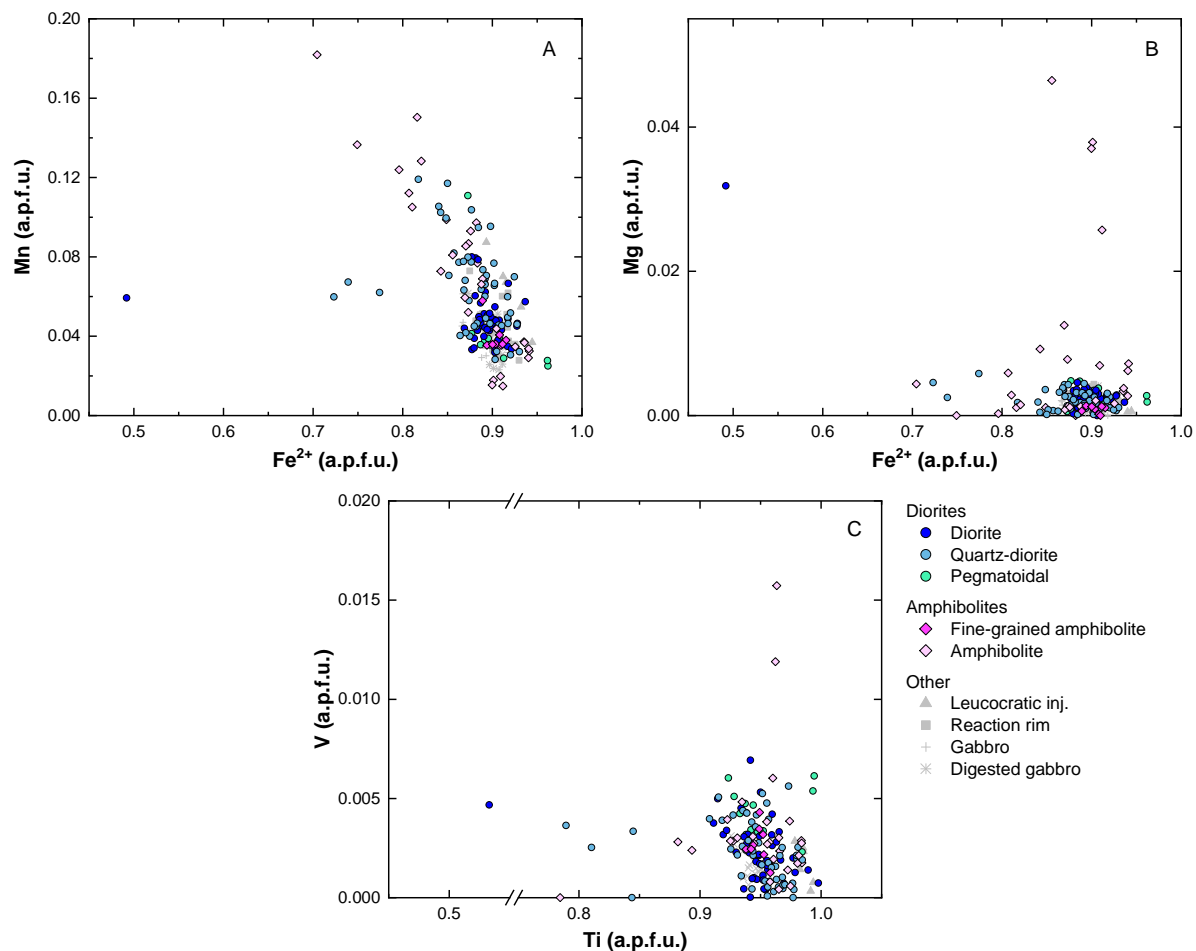 A
0.20
0.16
0.12
0.08
0.04
0.00
Mn (a.p.f.u.)
0.5 0.6 0.7 0.8 0.9 1.0
Fe²⁺ (a.p.f.u.)
B
0.04
0.02
0.00
Mg (a.p.f.u.)
0.5 0.6 0.7 0.8 0.9 1.0
Fe²⁺ (a.p.f.u.)
C
0.020
0.015
0.010
0.005
0.000
V (a.p.f.u.)
0.5 0.8 0.9 1.0
Ti (a.p.f.u.)
Diorites
Diorite
Quartz-diorite
Pegmatoidal
Amphibolites
Fine-grained amphibolite
Amphibolite
Other
Leucocratic inj.
Reaction rim
Gabbro
Digested gabbro